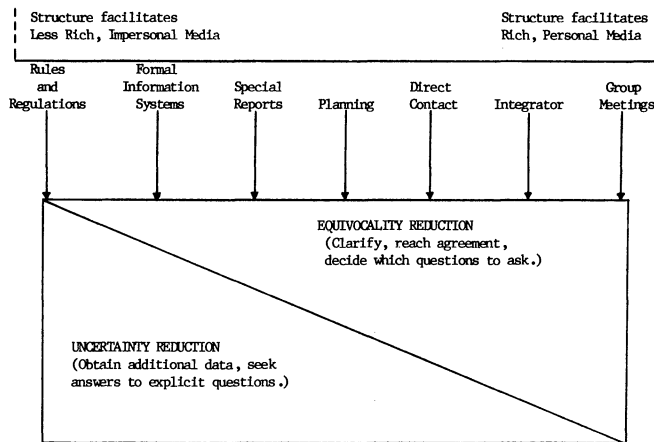 Structure facilitates
Less Rich, Impersonal Media
Structure facilitates
Rich, Personal Media
Rules
and
Regulations
Formal
Information
Systems
Special
Reports
Planning
Direct
Contact
Integrator
Group
Meetings
EQUIVOCALITY REDUCTION
(Clarify, reach agreement,
decide which questions to ask.)
UNCERTAINTY REDUCTION
(Obtain additional data, seek
answers to explicit questions.)